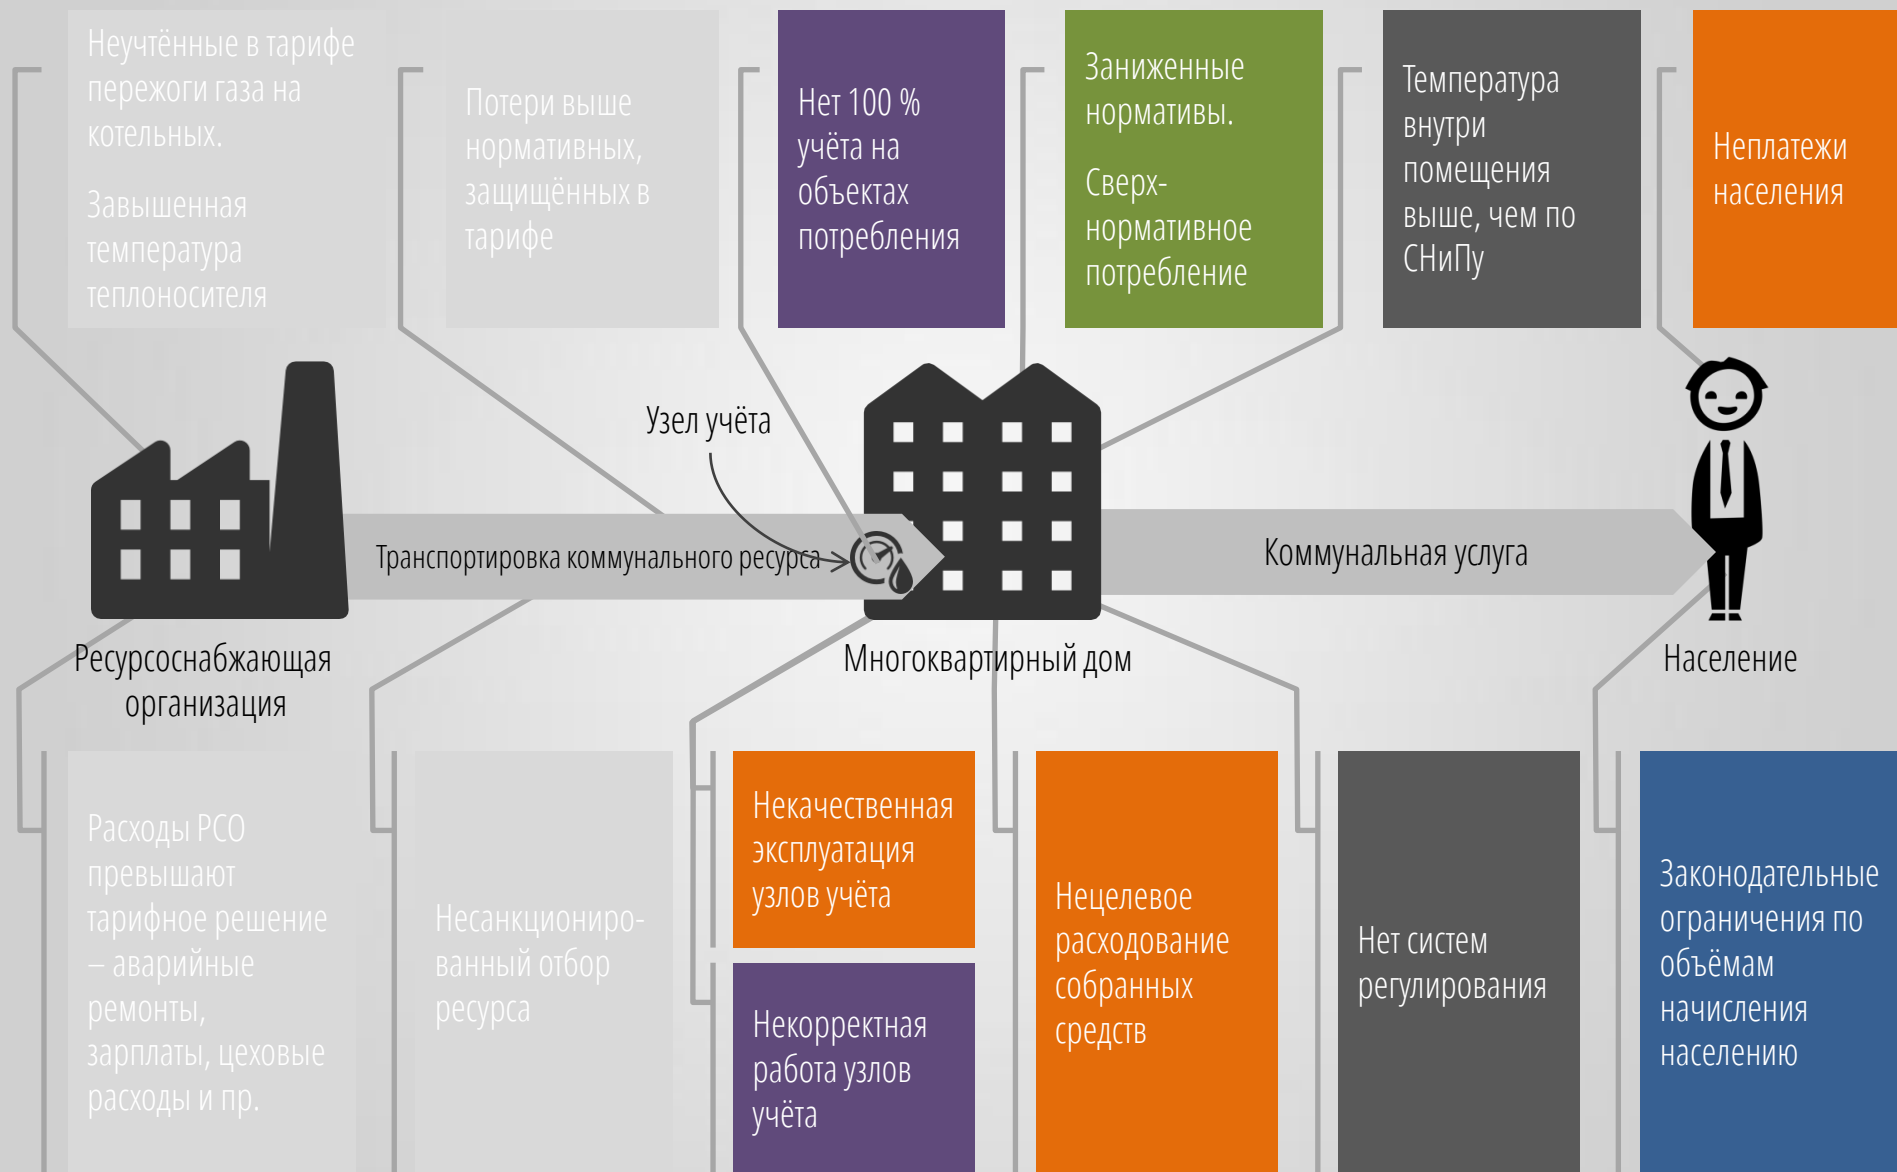 Неучтённые в тарифе
пережоги газа на
котельных.
Завышенная
температура
теплоносителя
Потери выше
нормативных,
защищённых в
тарифе
Нет 100 %
учёта на
объектах
потребления
Заниженные
нормативы.
Сверх-
нормативное
потребление
Температура
внутри
помещения
выше, чем по
СНиПу
Неплатежи
населения
Узел учёта
Транспортировка коммунального ресурса
Коммунальная услуга
Ресурсоснабжающая
организация
Многоквартирный дом
Население
Расходы РСО
превышают
тарифное решение
– аварийные
ремонты,
зарплаты, цеховые
расходы и пр.
Несанкциониро-
ванный отбор
ресурса
Некачественная
эксплуатация
узлов учёта
Некорректная
работа узлов
учёта
Нецелевое
расходование
собранных
средств
Нет систем
регулирования
Законодательные
ограничения по
объёмам
начисления
населению